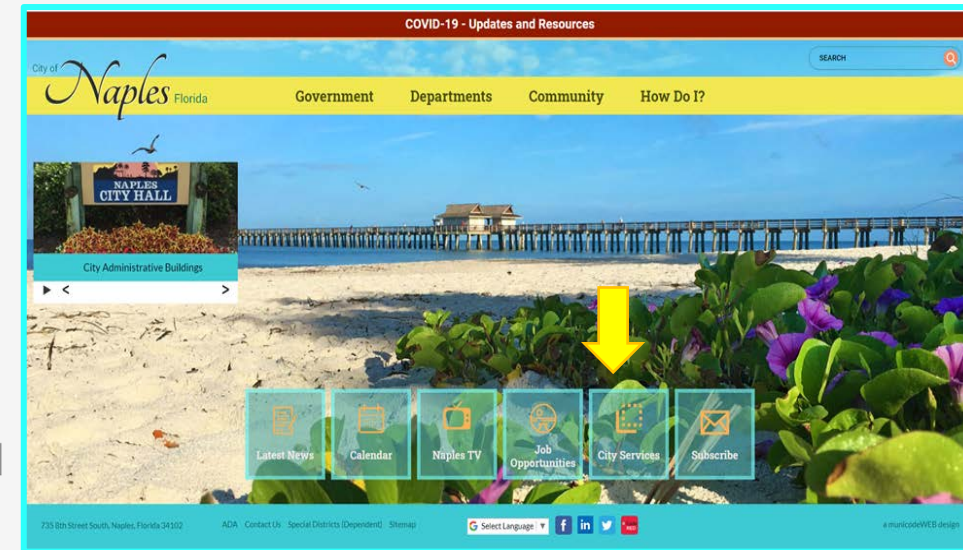 COVID-19 - Updates and Resources
City of
Naples Florida
SEARCH
Government Departments Community How Do I?
NAPLES
CITY HALL
City Administrative Buildings
Latest News
Calendar
Naples TV
Job
Opportunities
City Services
Subscribe
735 8th Street South, Naples, Florida 34102
ADA Contact Us Special Districts (Dependent) Sitemap
G Select Language ▼
f in
a municodeWEB design